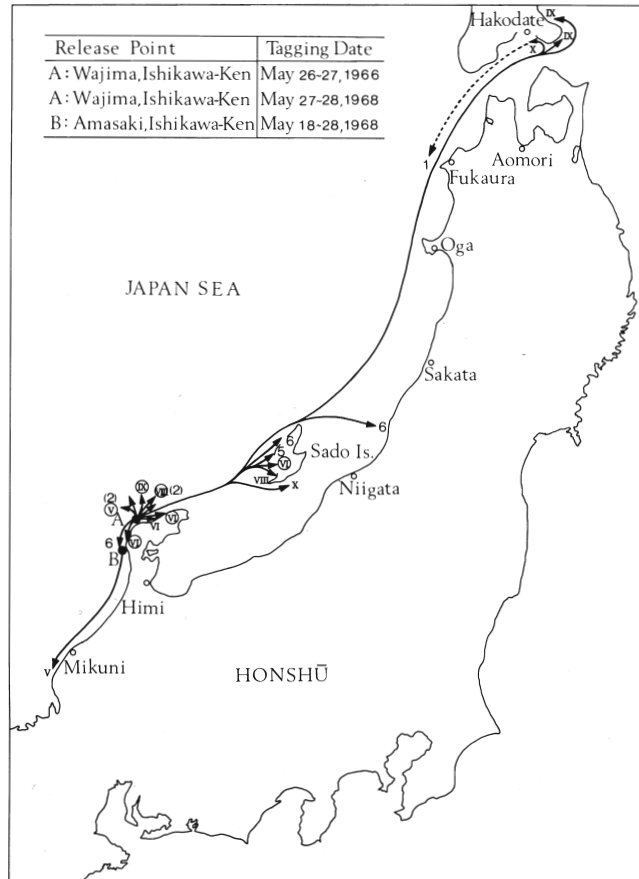 Release Point Tagging Date
A: Wajima, Ishikawa-Ken May 26~27, 1966
A: Wajima, Ishikawa-Ken May 27-28, 1968
B: Amasaki, Ishikawa-Ken May 18-28, 1968
Hakodate
IX
IX
X
1
Aomori
Fukaura
Oga
JAPAN SEA
Sakata
6
6
5
VI
Sado Is.
VIII
X
Niigata
IX
VIII (2)
(2)
V
A
VI
VI
6
VI
B
Himi
V
Mikuni
HONSHŪ